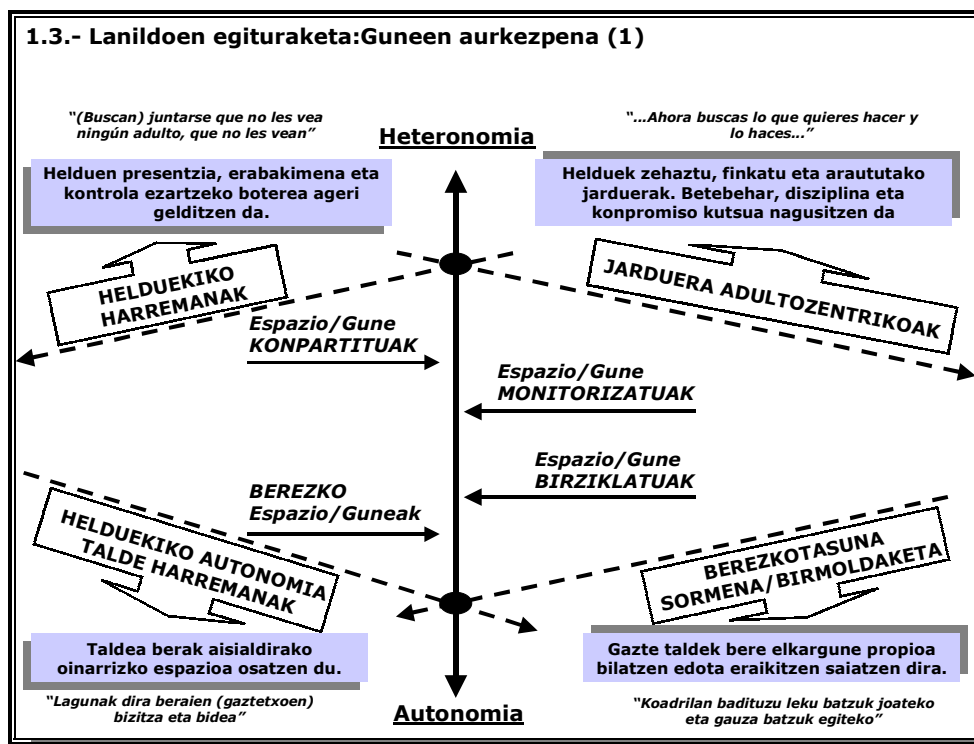 1.3.- Lanildoen egituraketa:Guneen aurkezpena (1)
“(Buscan) juntarse que no les vea
ningún adulto, que no les vean”
Heteronomia
“...Ahora buscas lo que quieres hacer y
lo haces...”
Helduen presentzia, erabakimena eta
kontrola ezartzeko boterea ageri
gelditzen da.
Helduek zehaztu, finkatu eta araututako
jarduerak. Betebehar, disziplina eta
konpromiso kutsua nagusitzen da
HELDUEKIKO
HARREMANAK
JARDUERA ADULTOZENTRIKOAK
Espazio/Gune
KONPARTITUAK
Espazio/Gune
MONITORIZATUAK
Espazio/Gune
BIRZIKLATUAK
BEREZKO
Espazio/Guneak
HELDUEKIKO AUTONOMIA
TALDE HARREMANAK
BEREZKOTASUNA
SORMENA/BIRMOLDAKETA
Taldea berak aisialdirako
oinarrizko espazioa osatzen du.
Gazte taldek bere elkargune propioa
bilatzen edota eraikitzen saiatzen dira.
“Lagunak dira beraien (gaztetxoen)
bizitza eta bidea”
Autonomia
“Koadrilan badituzu leku batzuk joateko
eta gauza batzuk egiteko”